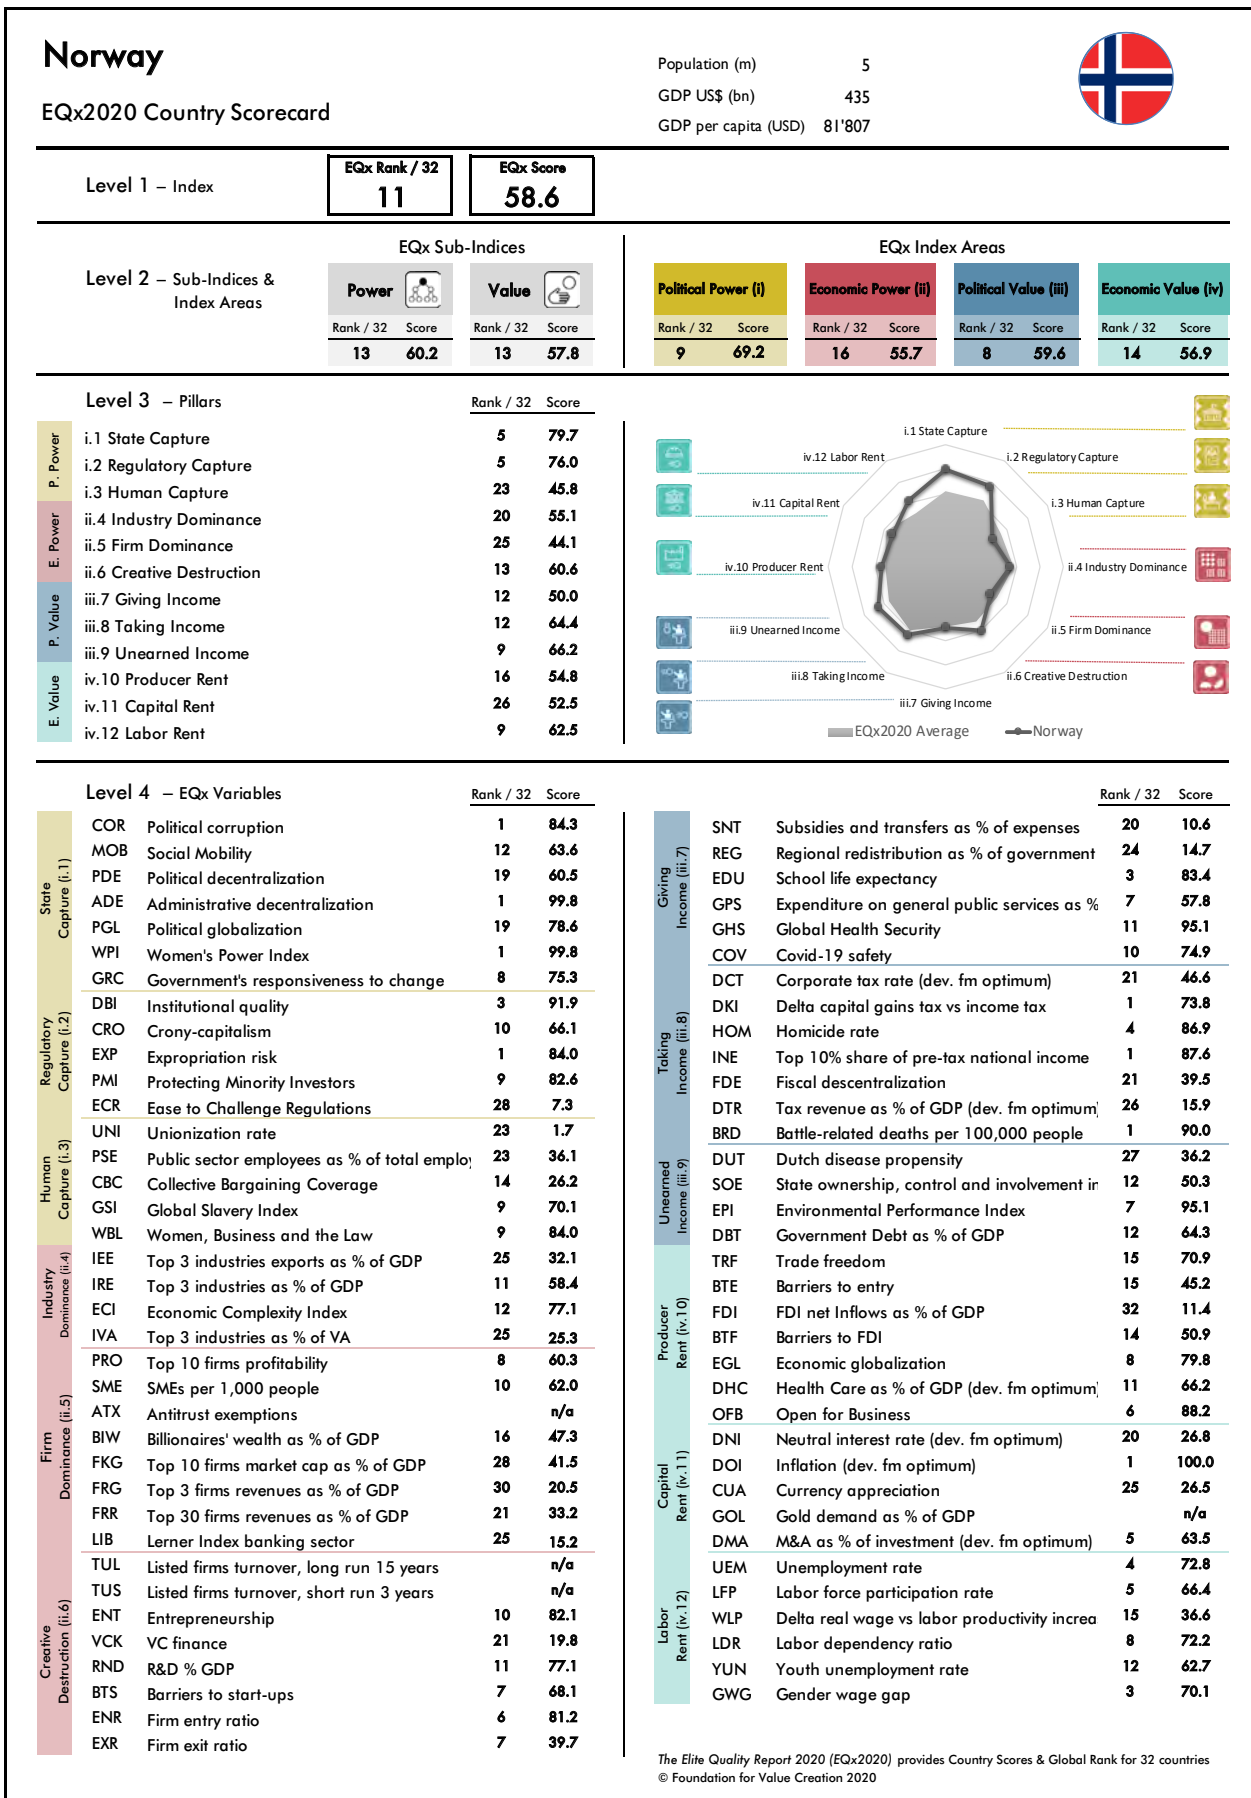 Norway
EQx2020 Country Scorecard
Population (m) 5
GDP US$ (bn) 435
GDP per capita (USD) 81'807
Level 1 – Index
EQx Rank / 32
11
EQx Score
58.6
Level 2 – Sub-Indices & Index Areas
EQx Sub-Indices
Power
Rank / 32 Score
13 60.2
Value
Rank / 32 Score
13 57.8
EQx Index Areas
Political Power (i)
Rank / 32 Score
9 69.2
Economic Power (ii)
Rank / 32 Score
16 55.7
Political Value (iii)
Rank / 32 Score
8 59.6
Economic Value (iv)
Rank / 32 Score
14 56.9
Level 3 – Pillars
Rank / 32 Score
P. Power
i.1 State Capture 5 79.7
i.2 Regulatory Capture 5 76.0
i.3 Human Capture 23 45.8
E. Power
ii.4 Industry Dominance 20 55.1
ii.5 Firm Dominance 25 44.1
ii.6 Creative Destruction 13 60.6
P. Value
iii.7 Giving Income 12 50.0
iii.8 Taking Income 12 64.4
iii.9 Unearned Income 9 66.2
E. Value
iv.10 Producer Rent 16 54.8
iv.11 Capital Rent 26 52.5
iv.12 Labor Rent 9 62.5
i.1 State Capture
i.2 Regulatory Capture
i.3 Human Capture
ii.4 Industry Dominance
ii.5 Firm Dominance
ii.6 Creative Destruction
iii.7 Giving Income
iii.8 Taking Income
iii.9 Unearned Income
iv.10 Producer Rent
iv.11 Capital Rent
iv.12 Labor Rent
EQx2020 Average
Norway
Level 4 – EQx Variables
Rank / 32 Score
State Capture (i.1)
COR Political corruption 1 84.3
MOB Social Mobility 12 63.6
PDE Political decentralization 19 60.5
ADE Administrative decentralization 1 99.8
PGL Political globalization 19 78.6
WPI Women's Power Index 1 99.8
GRC Government's responsiveness to change 8 75.3
Regulatory Capture (i.2)
DBI Institutional quality 3 91.9
CRO Crony-capitalism 10 66.1
EXP Expropriation risk 1 84.0
PMI Protecting Minority Investors 9 82.6
ECR Ease to Challenge Regulations 28 7.3
Human Capture (i.3)
UNI Unionization rate 23 1.7
PSE Public sector employees as % of total emplo 23 36.1
CBC Collective Bargaining Coverage 14 26.2
GSI Global Slavery Index 9 70.1
WBL Women, Business and the Law 9 84.0
Industry Dominance (ii.4)
IEE Top 3 industries exports as % of GDP 25 32.1
IRE Top 3 industries as % of GDP 11 58.4
ECI Economic Complexity Index 12 77.1
IVA Top 3 industries as % of VA 25 25.3
Firm Dominance (ii.5)
PRO Top 10 firms profitability 8 60.3
SME SMEs per 1,000 people 10 62.0
ATX Antitrust exemptions n/a
BIW Billionaires' wealth as % of GDP 16 47.3
FKG Top 10 firms market cap as % of GDP 28 41.5
FRG Top 3 firms revenues as % of GDP 30 20.5
FRR Top 30 firms revenues as % of GDP 21 33.2
LIB Lerner Index banking sector 25 15.2
Creative Destruction (ii.6)
TUL Listed firms turnover, long run 15 years n/a
TUS Listed firms turnover, short run 3 years n/a
ENT Entrepreneurship 10 82.1
VCK VC finance 21 19.8
RND R&D % GDP 11 77.1
BTS Barriers to start-ups 7 68.1
ENR Firm entry ratio 6 81.2
EXR Firm exit ratio 7 39.7
Rank / 32 Score
Giving Income (iii.7)
SNT Subsidies and transfers as % of expenses 20 10.6
REG Regional redistribution as % of government 24 14.7
EDU School life expectancy 3 83.4
GPS Expenditure on general public services as % 7 57.8
GHS Global Health Security 11 95.1
COV Covid-19 safety 10 74.9
Taking Income (iii.8)
DCT Corporate tax rate (dev. fm optimum) 21 46.6
DKI Delta capital gains tax vs income tax 1 73.8
HOM Homicide rate 4 86.9
INE Top 10% share of pre-tax national income 1 87.6
FDE Fiscal descentralization 21 39.5
DTR Tax revenue as % of GDP (dev. fm optimum) 26 15.9
BRD Battle-related deaths per 100,000 people 1 90.0
Unearned Income (iii.9)
DUT Dutch disease propensity 27 36.2
SOE State ownership, control and involvement in 12 50.3
EPI Environmental Performance Index 7 95.1
DBT Government Debt as % of GDP 12 64.3
Producer Rent (iv.10)
TRF Trade freedom 15 70.9
BTE Barriers to entry 15 45.2
FDI FDI net Inflows as % of GDP 32 11.4
BTF Barriers to FDI 14 50.9
EGL Economic globalization 8 79.8
DHC Health Care as % of GDP (dev. fm optimum) 11 66.2
OFB Open for Business 6 88.2
Capital Rent (iv.11)
DNI Neutral interest rate (dev. fm optimum) 20 26.8
DOI Inflation (dev. fm optimum) 1 100.0
CUA Currency appreciation 25 26.5
GOL Gold demand as % of GDP n/a
DMA M&A as % of investment (dev. fm optimum) 5 63.5
Labor Rent (iv.12)
UEM Unemployment rate 4 72.8
LFP Labor force participation rate 5 66.4
WLP Delta real wage vs labor productivity increa 15 36.6
LDR Labor dependency ratio 8 72.2
YUN Youth unemployment rate 12 62.7
GWG Gender wage gap 3 70.1
The Elite Quality Report 2020 (EQx2020) provides Country Scores & Global Rank for 32 countries
© Foundation for Value Creation 2020